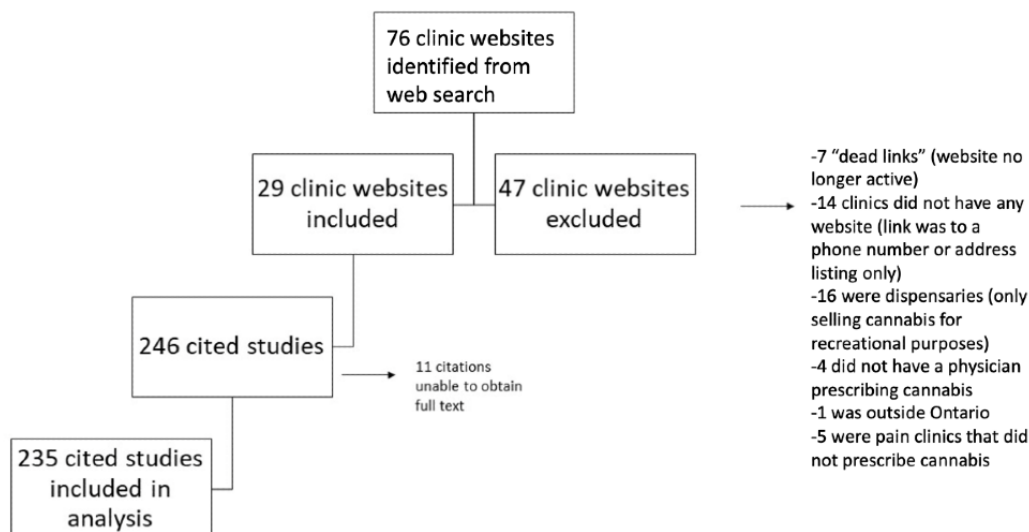 76 clinic websites
identified from
web search
29 clinic websites
included
47 clinic websites
excluded
-7 “dead links” (website no
longer active)
-14 clinics did not have any
website (link was to a
phone number or address
listing only)
-16 were dispensaries (only
selling cannabis for
recreational purposes)
-4 did not have a physician
prescribing cannabis
-1 was outside Ontario
-5 were pain clinics that did
not prescribe cannabis
246 cited studies
11 citations
unable to obtain
full text
235 cited studies
included in
analysis